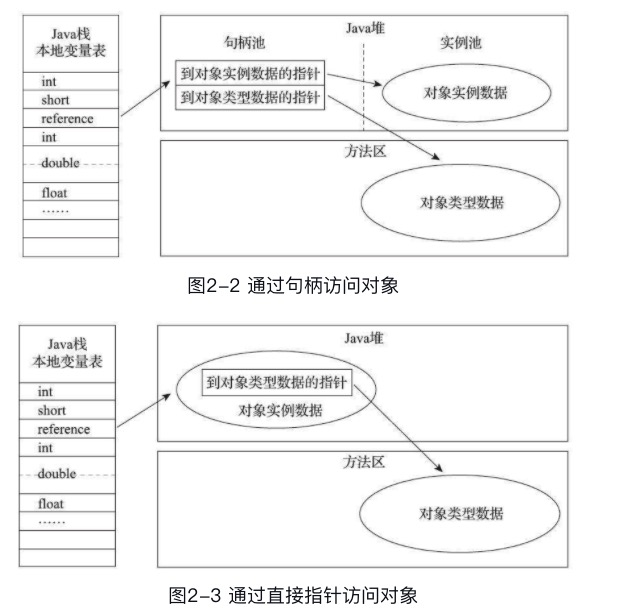 Java栈
本地变量表
int
short
reference
int
double
float
……
Java堆
句柄池
实例池
到对象实例数据的指针
到对象类型数据的指针
对象实例数据
方法区
对象类型数据
图2-2 通过句柄访问对象
Java栈
本地变量表
int
short
reference
int
double
float
……
Java堆
到对象类型数据的指针
对象实例数据
方法区
对象类型数据
图2-3 通过直接指针访问对象